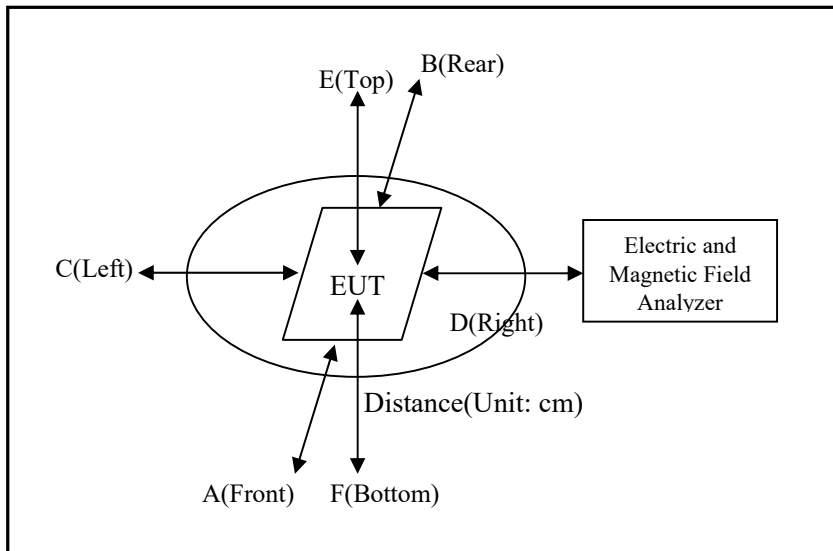 E(Top)
B(Rear)
C(Left)
EUT
Electric and
Magnetic Field
Analyzer
D(Right)
Distance(Unit: cm)
A(Front)
F(Bottom)